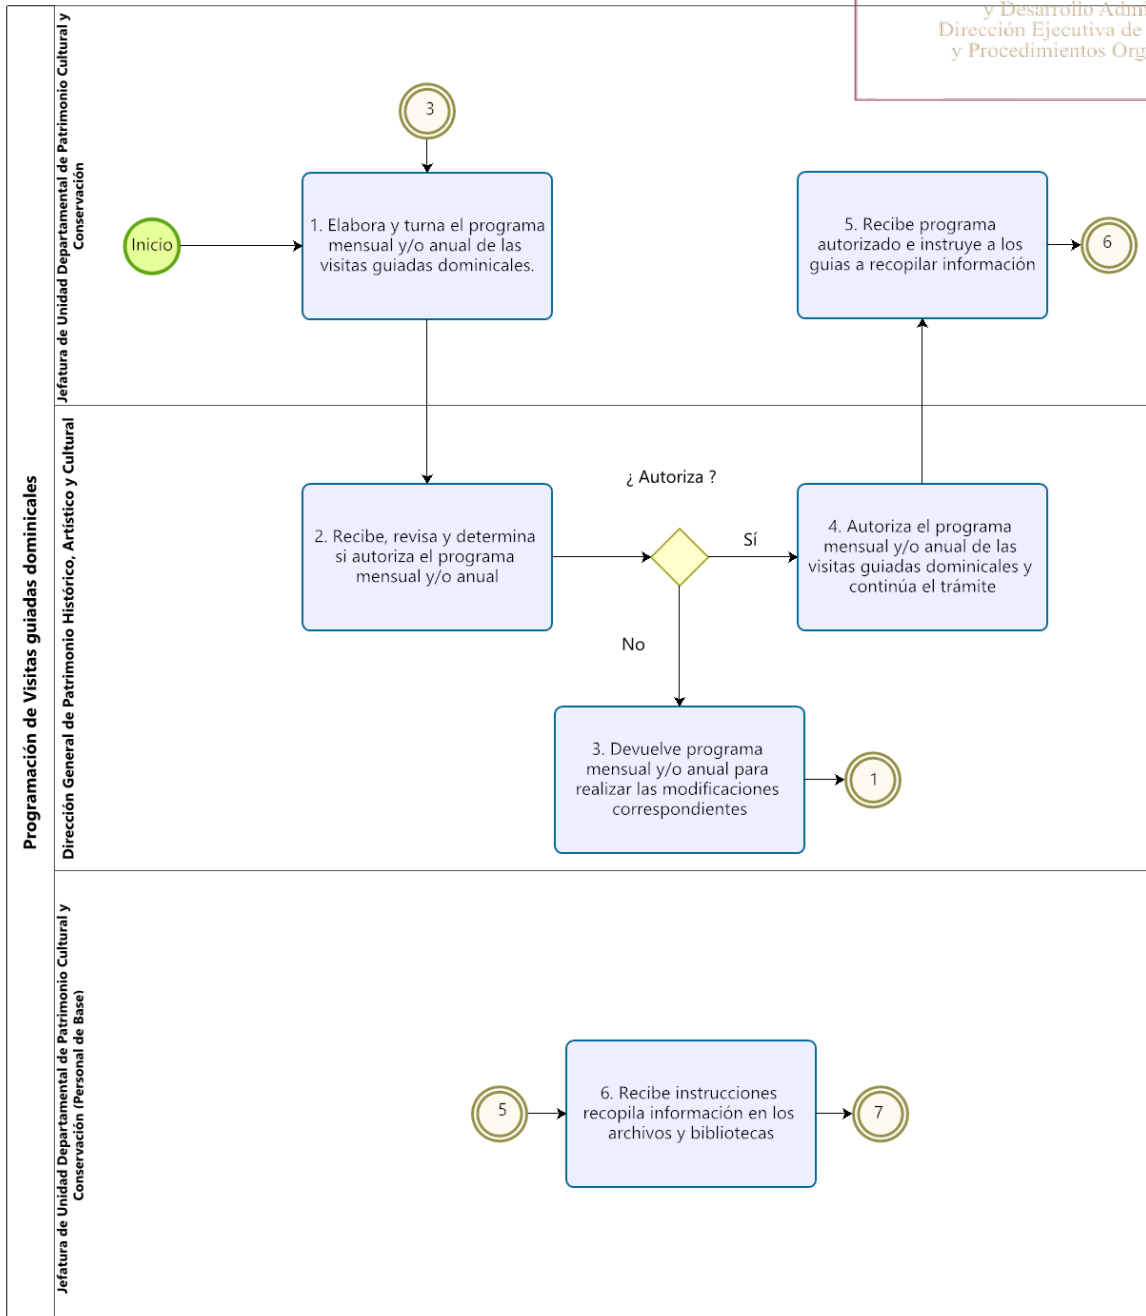 y Desarrollo Admi
Dirección Ejecutiva de
y Procedimientos Org
Programación de Visitas guiadas dominicales
Jefatura de Unidad Departamental de Patrimonio Cultural y
Conservación
3
Inicio
1. Elabora y turna el programa
mensual y/o anual de las
visitas guiadas dominicales.
5. Recibe programa
autorizado e instruye a los
guias a recopilar información
6
Dirección General de Patrimonio Histórico, Artístico y Cultural
2. Recibe, revisa y determina
si autoriza el programa
mensual y/o anual
¿ Autoriza ?
Sí
No
4. Autoriza el programa
mensual y/o anual de las
visitas guiadas dominicales y
continúa el trámite
3. Devuelve programa
mensual y/o anual para
realizar las modificaciones
correspondientes
1
Jefatura de Unidad Departamental de Patrimonio Cultural y
Conservación (Personal de Base)
5
6. Recibe instrucciones
recopila información en los
archivos y bibliotecas
7